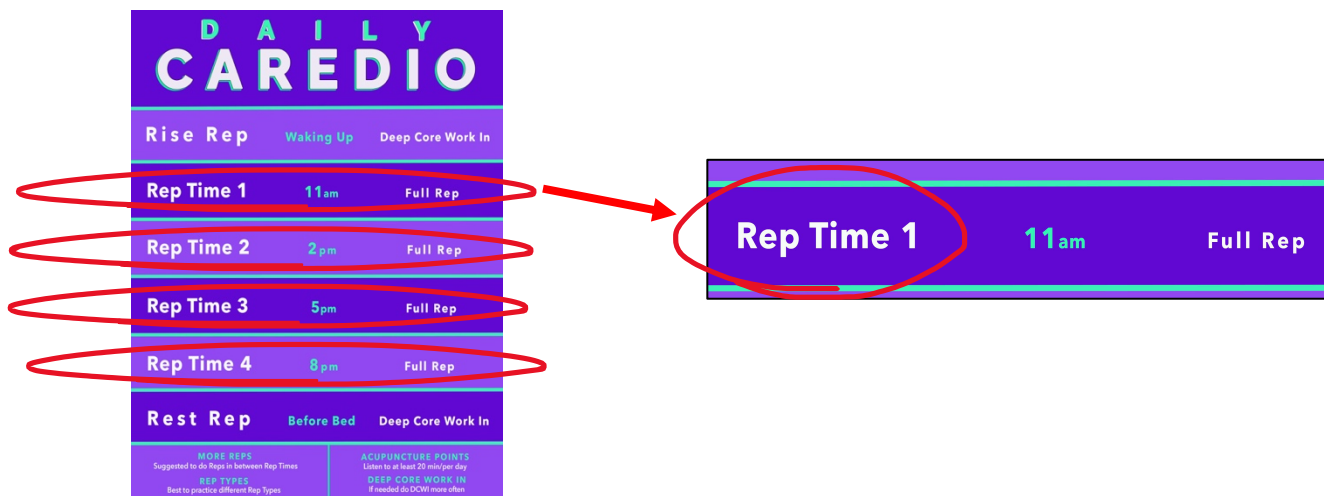 DAILY
CAREDIO
Rise Rep Waking Up Deep Core Work In
Rep Time 1 11am Full Rep
Rep Time 2 2pm Full Rep
Rep Time 3 5pm Full Rep
Rep Time 4 8pm Full Rep
Rest Rep Before Bed Deep Core Work In
MORE REPS
Suggested to do Reps in between Rep Times
REP TYPES
Best to practice different Rep Types
ACUPUNCTURE POINTS
Listen to at least 20 min/per day
DEEP CORE WORK IN
If needed do DCWI more often
Rep Time 1 11am Full Rep